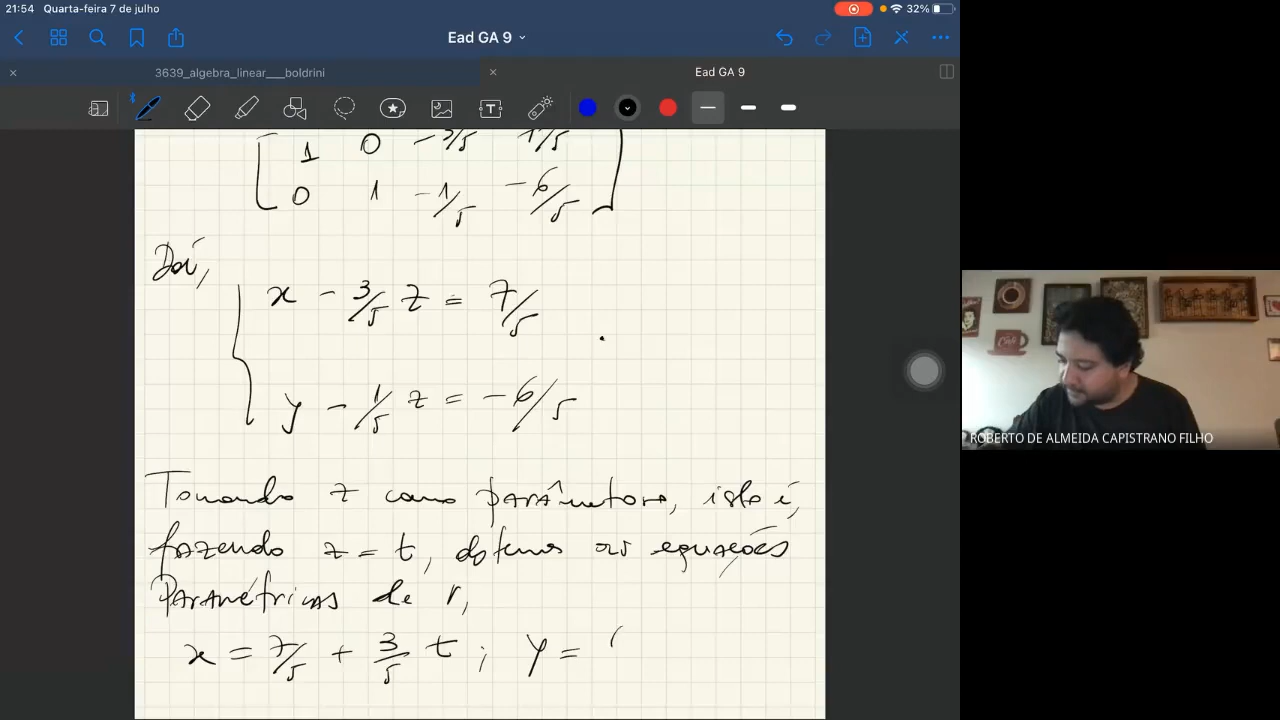 21:54 Quarta-feira 7 de julho
32%
Ead GA 9
3639_algebra_linear___boldrini
Ead GA 9
1 0 -3/5 7/5
0 1 -1/5 -6/5
Daí,
x - 3/5 z = 7/5
.
y - 1/5 z = -6/5
Tomando z como parâmetro, isto é,
fazendo z = t, obtemos as equações
Paramétricas de r,
x = 7/5 + 3/5 t ; y =
ROBERTO DE ALMEIDA CAPISTRANO FILHO